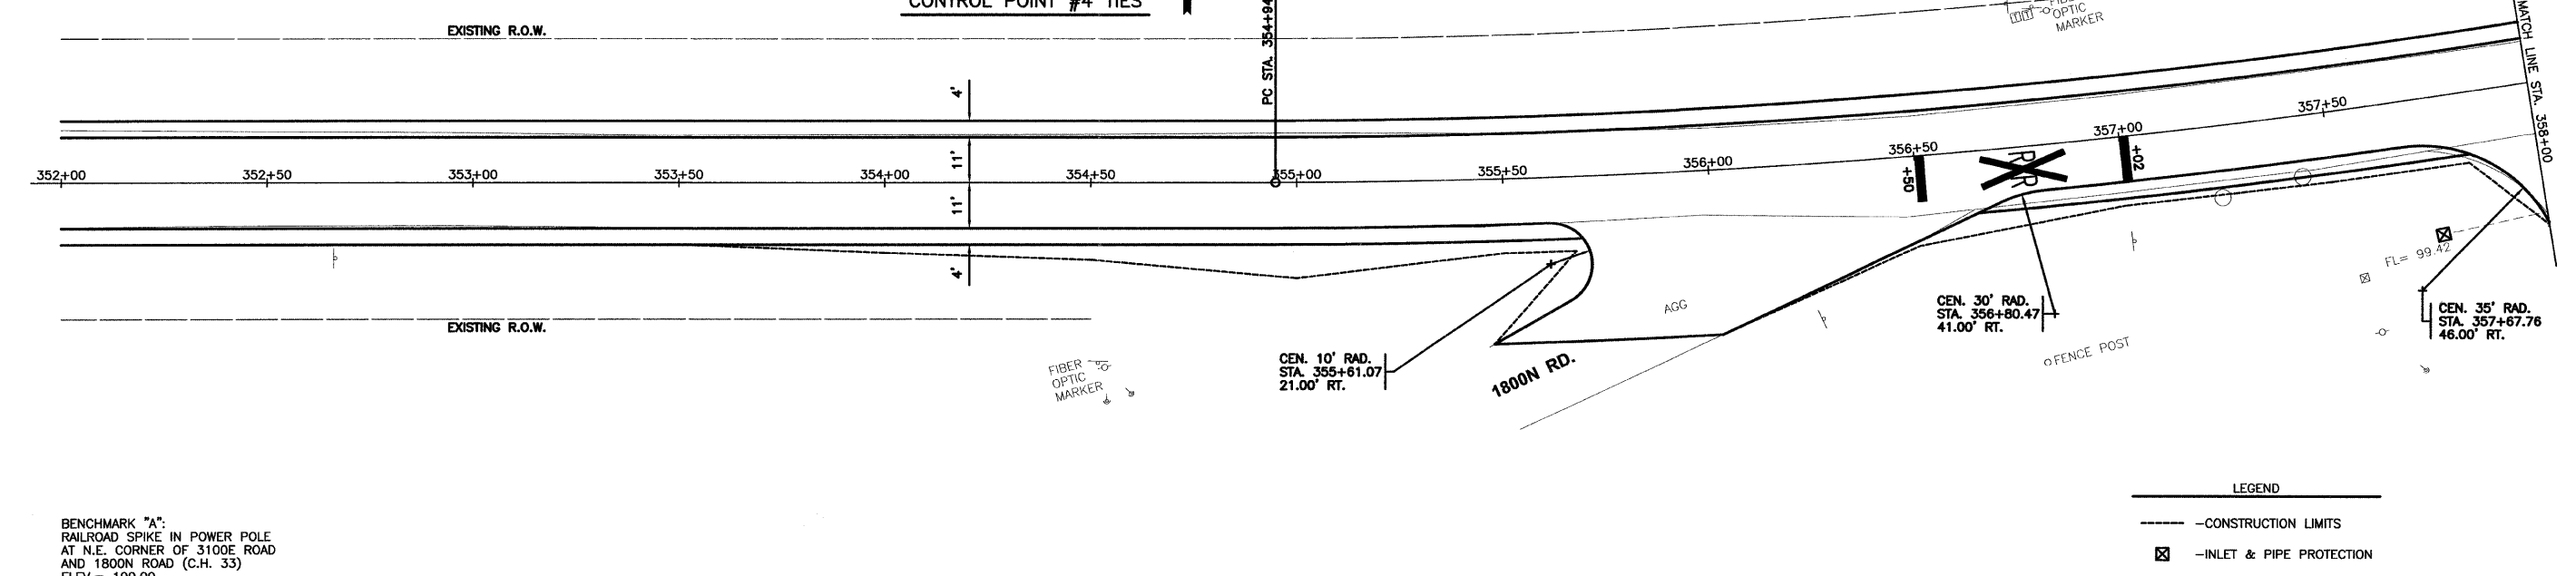 CONTROL POINT #4 TIES
EXISTING R.O.W.
PC STA. 354+94
OPTIC
MARKER
MATCH LINE STA. 358+00
4'
11'
11'
4'
352+00
352+50
353+00
353+50
354+00
354+50
355+00
355+50
356+00
356+50
357+00
357+50
+50
RR
+02
EXISTING R.O.W.
FIBER
OPTIC
MARKER
CEN. 10' RAD.
STA. 355+61.07
21.00' RT.
1800N RD.
AGG
CEN. 30' RAD.
STA. 356+80.47
41.00' RT.
FENCE POST
FL= 99.42
CEN. 35' RAD.
STA. 357+67.76
46.00' RT.
BENCHMARK "A":
RAILROAD SPIKE IN POWER POLE
AT N.E. CORNER OF 3100E ROAD
AND 1800N ROAD (C.H. 33)
LEGEND
-CONSTRUCTION LIMITS
-INLET & PIPE PROTECTION